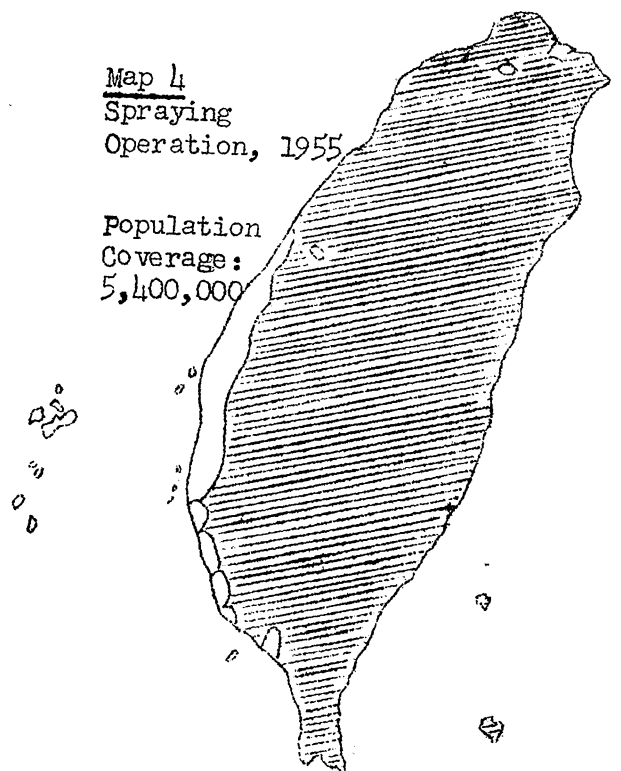 Map 4
Spraying
Operation, 1955
Population
Coverage:
5,400,000